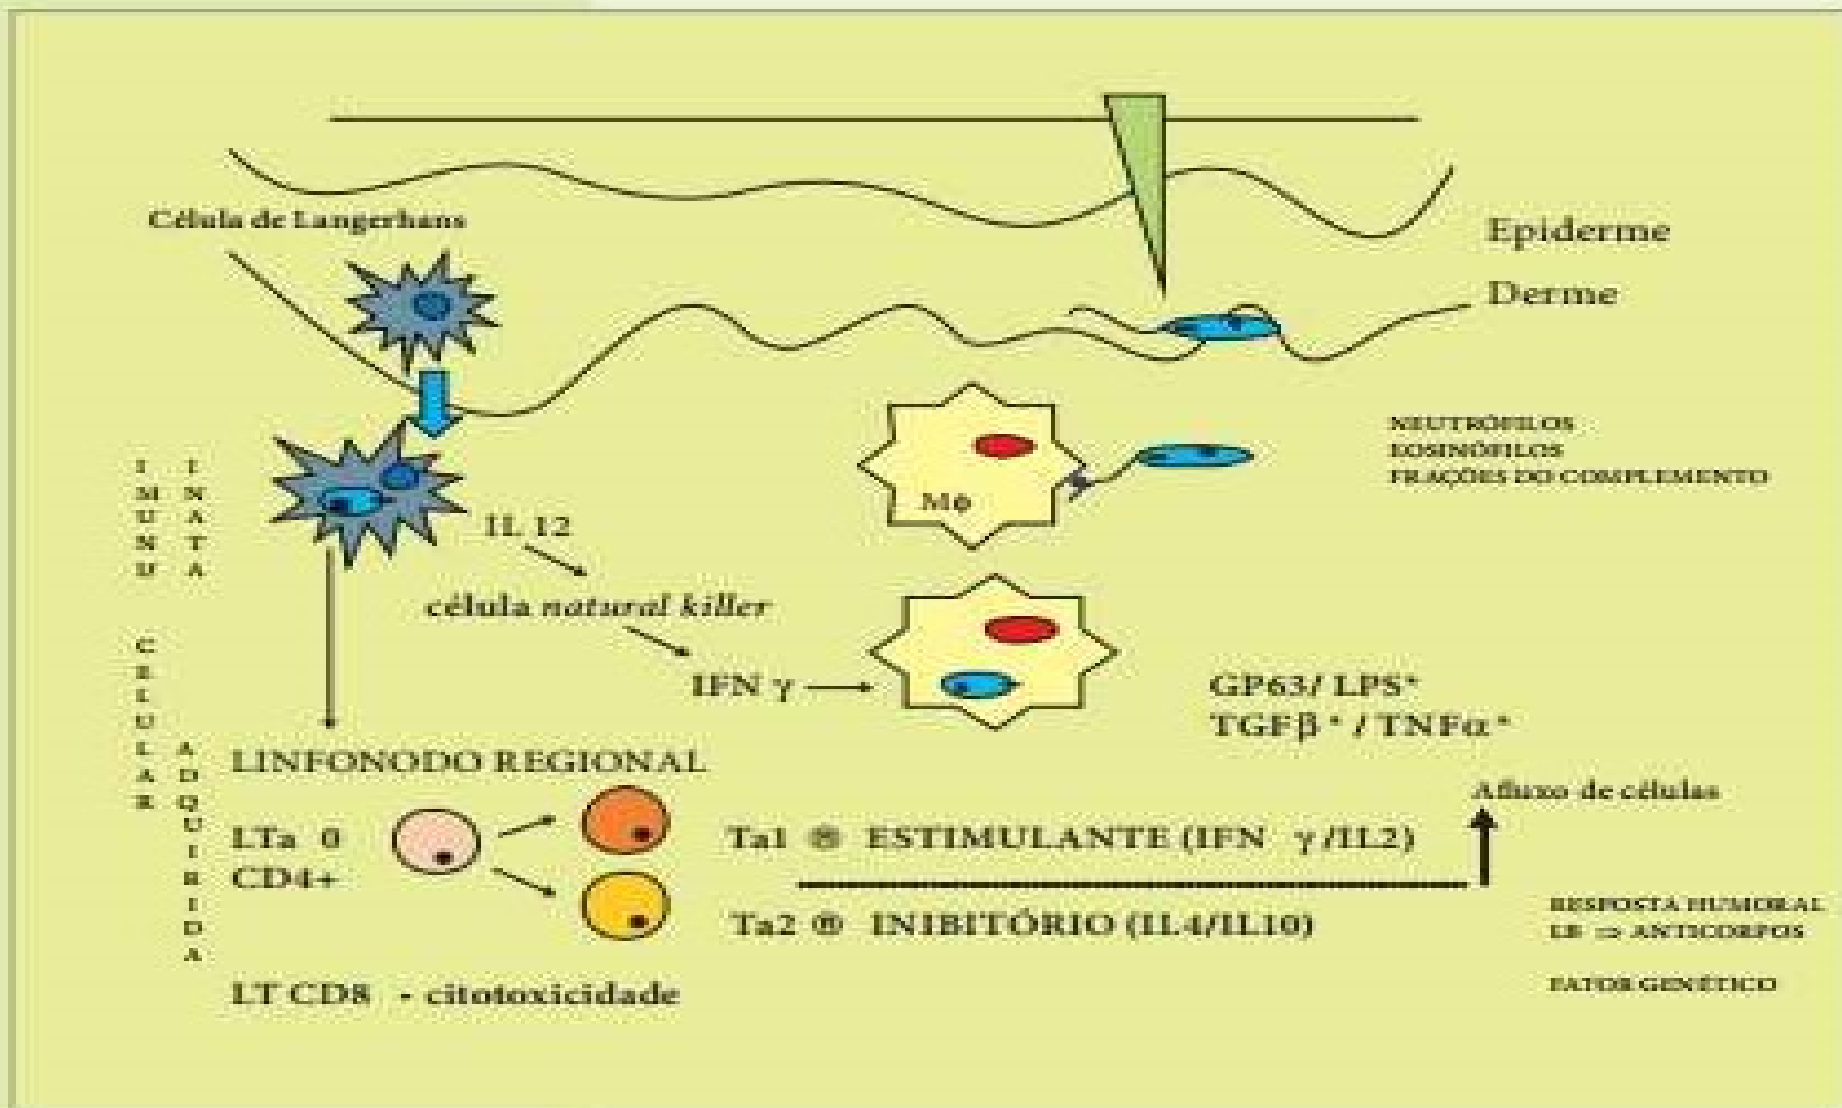 Célula de Langerhans
Epiderme
Derme
NEUTRÓFILOS
EOSINÓFILOS
FRAÇÕES DO COMPLEMENTO
IMUNU
INATA
Mϕ
IL 12
célula natural killer
IFN γ
CELULAR
ADQUIRIDA
GP63/ LPS*
TGFβ* / TNFα*
LINFONODO REGIONAL
Afluxo de células
LTa 0
CD4+
Ta1 ® ESTIMULANTE (IFN γ/IL2)
Ta2 ® INIBITÓRIO (IL4/IL10)
RESPOSTA HUMORAL
LB ⇒ ANTICORPOS
FATOR GENÉTICO
LT CD8 - citotoxicidade